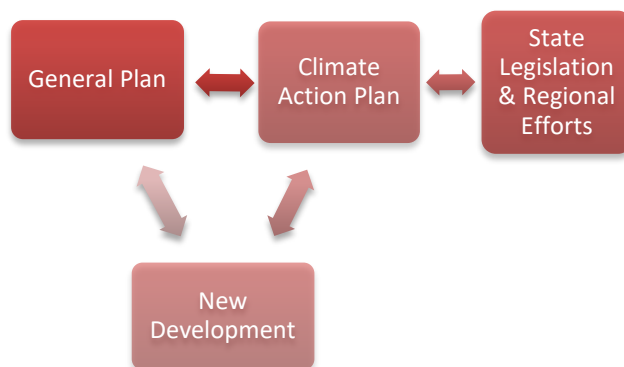 General Plan
Climate
Action Plan
State
Legislation
& Regional
Efforts
New
Development